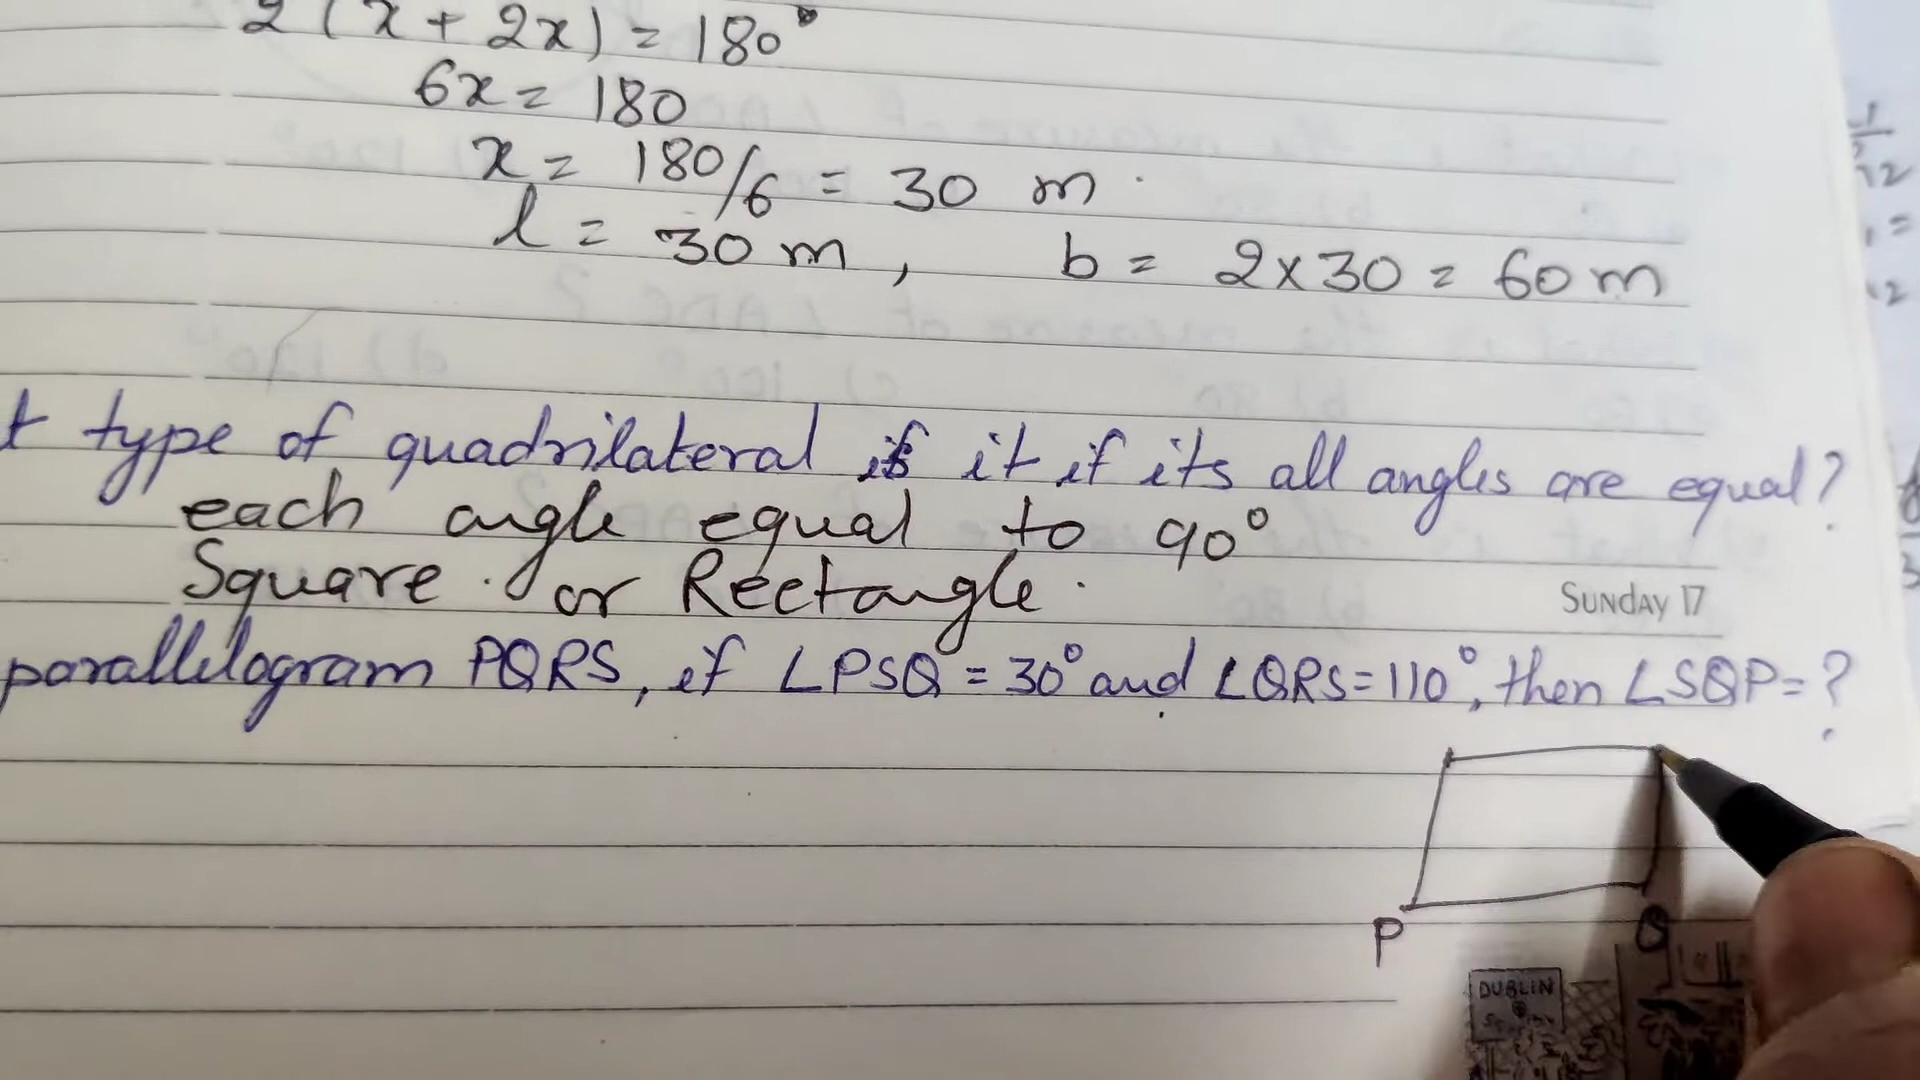 2 (x + 2x) = 180°
6x = 180
x = 180/6 = 30 m.
l = 30 m, b = 2x30 = 60 m
t type of quadrilateral is it if its all angles are equal?
each angle equal to 90°
Square. or Rectangle.
SUNDAY 17
parallelogram PQRS, if ∠PSQ = 30° and ∠QRS = 110°, then ∠SQP = ?
P Q
DUBLIN